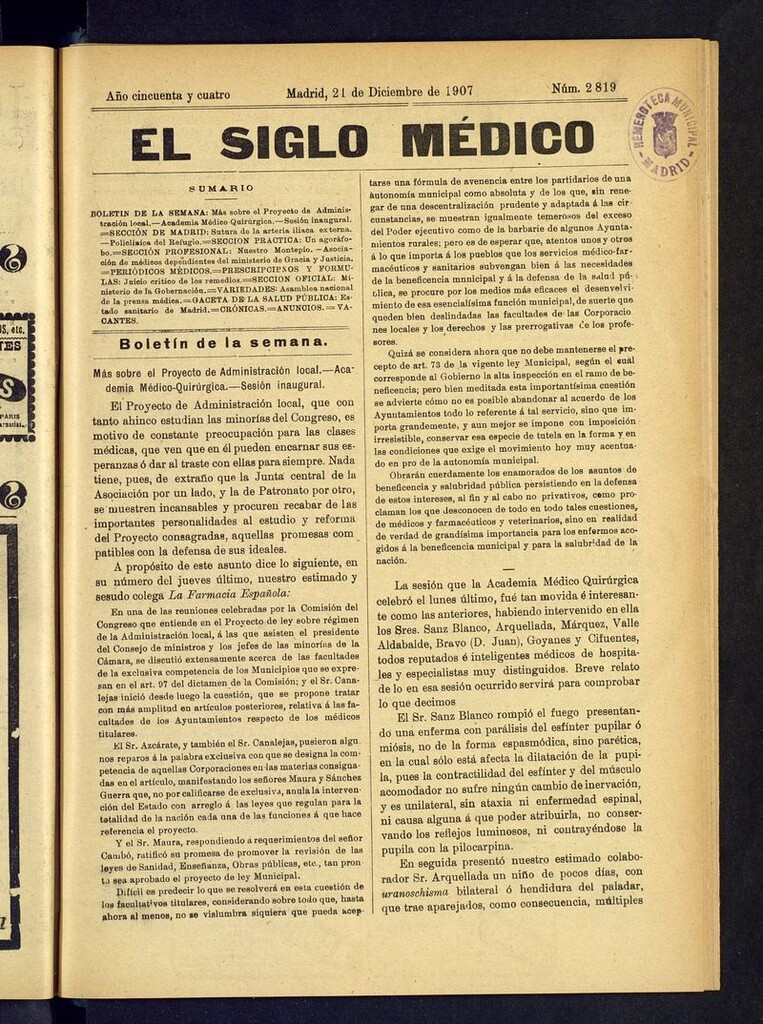 Año cincuenta y cuatro
Madrid, 21 de Diciembre de 1907
Núm. 2819
EL SIGLO MÉDICO
HEMEROTECA MUNICIPAL
MADRID
SUMARIO
BOLETIN DE LA SEMANA: Más sobre el Proyecto de Adminis-
tración local.—Academia Médico Quirúrgica.—Sesión inaugural.
=SECCIÓN DE MADRID: Sutura de la arteria iliaca externa.
—Policlíaica del Refugio.=SECCION PRACTICA: Un agoráfo-
bo.=SECCIÓN PROFESIONAL: Nuestro Montepio.—Asocia-
ción de médicos dependientes del ministerio de Gracia y Justicia.
=PERIÓDICOS MÉDICOS.=PRESCRIPCIENOS Y FORMU-
LAS: Juicio crítico de los remedios.=SECCION OFICIAL: Mi-
nisterio de la Gobernación.=VARIEDADES: Asamblea nacional
de la prensa médica.=GACETA DE LA SALUD PÚBLICA: Es-
tado sanitario de Madrid.=CRÓNICAS.=ANUNCIOS.= VA-
CANTES.
Boletín de la semana.
Más sobre el Proyecto de Administración local.—Aca-
demia Médico-Quirúrgica.—Sesión inaugural.
El Proyecto de Administración local, que con
tanto ahinco estudian las minorías del Congreso, es
motivo de constante preocupación para las clases
médicas, que ven que en él pueden encarnar sus es-
peranzas ó dar al traste con ellas para siempre. Nada
tiene, pues, de extraño que la Junta central de la
Asociación por un lado, y la de Patronato por otro,
se muestren incansables y procuren recabar de las
importantes personalidades al estudio y reforma
del Proyecto consagradas, aquellas promesas com
patibles con la defensa de sus ideales.
A propósito de este asunto dice lo siguiente, en
su número del jueves último, nuestro estimado y
sesudo colega La Farmacia Española:
En una de las reuniones celebradas por la Comisión del
Congreso que entiende en el Proyecto de ley sobre régimen
de la Administración local, á las que asisten el presidente
del Consejo de ministros y los jefes de las minorías de la
Cámara, se discutió extensamente acerca de las facultades
de la exclusiva competencia de los Municipios que se expre-
san en el art. 97 del dictamen de la Comisión; y el Sr. Cana-
lejas inició desde luego la cuestión, que se propone tratar
con más amplitud en artículos posteriores, relativa á las fa-
cultades de los Ayuntamientos respecto de los médicos
titulares.
El Sr. Azcárate, y también el Sr. Canalejas, pusieron algu
nos reparos á la palabra exclusiva con que se designa la com-
petencia de aquellas Corporaciones en las materias consigna-
das en el artículo, manifestando los señores Maura y Sánchez
Guerra que, no por calificarse de exclusiva, anula la interven-
ción del Estado con arreglo á las leyes que regulan para la
totalidad de la nación cada una de las funciones á que hace
referencia el proyecto.
Y el Sr. Maura, respondiendo a requerimientos del señor
Cambó, ratificó su promesa de promover la revisión de las
leyes de Sanidad, Enseñanza, Obras públicas, etc., tan pron-
to sea aprobado el proyecto de ley Municipal.
Difícil es predecir lo que se resolverá en esta cuestión de
los facultativos titulares, considerando sobre todo que, hasta
ahora al menos, no se vislumbra siquiera que pueda acep-
tarse una fórmula de avenencia entre los partidarios de una
autonomía municipal como absoluta y de los que, sin rene-
gar de una descentralización prudente y adaptada á las cir-
cunstancias, se muestran igualmente temerosos del exceso
del Poder ejecutivo como de la barbarie de algunos Ayunta-
mientos rurales; pero es de esperar que, atentos unos y otros
á lo que importa á los pueblos que los servicios médico-far-
macéuticos y sanitarios subvengan bien á las necesidades
de la beneficencia municipal y á la defensa de la salud pú-
blica, se procure por los medios más eficaces el desenvolvi-
miento de esa esencialísima función municipal, de suerte que
queden bien deslindadas las facultades de las Corporacio
nes locales y los derechos y las prerrogativas de los profe-
sores.
Quizá se considera ahora que no debe mantenerse el pre-
cepto de art. 73 de la vigente ley Municipal, según el cual
corresponde al Gobierno la alta inspección en el ramo de be-
neficencia; pero bien meditada esta importantísima cuestión
se advierte cómo no es posible abandonar al acuerdo de los
Ayuntamientos todo lo referente á tal servicio, sino que im-
porta grandemente, y aun mejor se impone con imposición
irresistible, conservar esa especie de tutela en la forma y en
las condiciones que exige el movimiento hoy muy acentua-
do en pro de la autonomía municipal.
Obrarán cuerdamente los enamorados de los asuntos de
beneficencia y salubridad pública persistiendo en la defensa
de estos intereses, al fin y al cabo no privativos, como pro-
claman los que desconocen de todo en todo tales cuestiones,
de médicos y farmacéuticos y veterinarios, sino en realidad
de verdad de grandísima importancia para los enfermos aco-
gidos á la beneficencia municipal y para la salubridad de la
nación.
La sesión que la Academia Médico Quirúrgica
celebró el lunes último, fué tan movida é interesan-
te como las anteriores, habiendo intervenido en ella
los Sres. Sanz Blanco, Arquellada, Márquez, Valle
Aldabalde, Bravo (D. Juan), Goyanes y Cifuentes,
todos reputados é inteligentes médicos de hospita-
les y especialistas muy distinguidos. Breve relato
de lo en esa sesión ocurrido servirá para comprobar
lo que decimos
El Sr. Sanz Blanco rompió el fuego presentan-
do una enferma con parálisis del esfínter pupilar ó
miósis, no de la forma espasmódica, sino parética,
en la cual sólo está afecta la dilatación de la pupi-
la, pues la contractilidad del esfínter y del músculo
acomodador no sufre ningún cambio de inervación,
y es unilateral, sin ataxia ni enfermedad espinal,
ni causa alguna á que poder atribuirla, no conser-
vando los reflejos luminosos, ni contrayéndose la
pupila con la pilocarpina.
En seguida presentó nuestro estimado colabo-
rador Sr. Arquellada un niño de pocos días, con
uranoschisma bilateral ó hendidura del paladar,
que trae aparejados, como consecuencia, múltiples